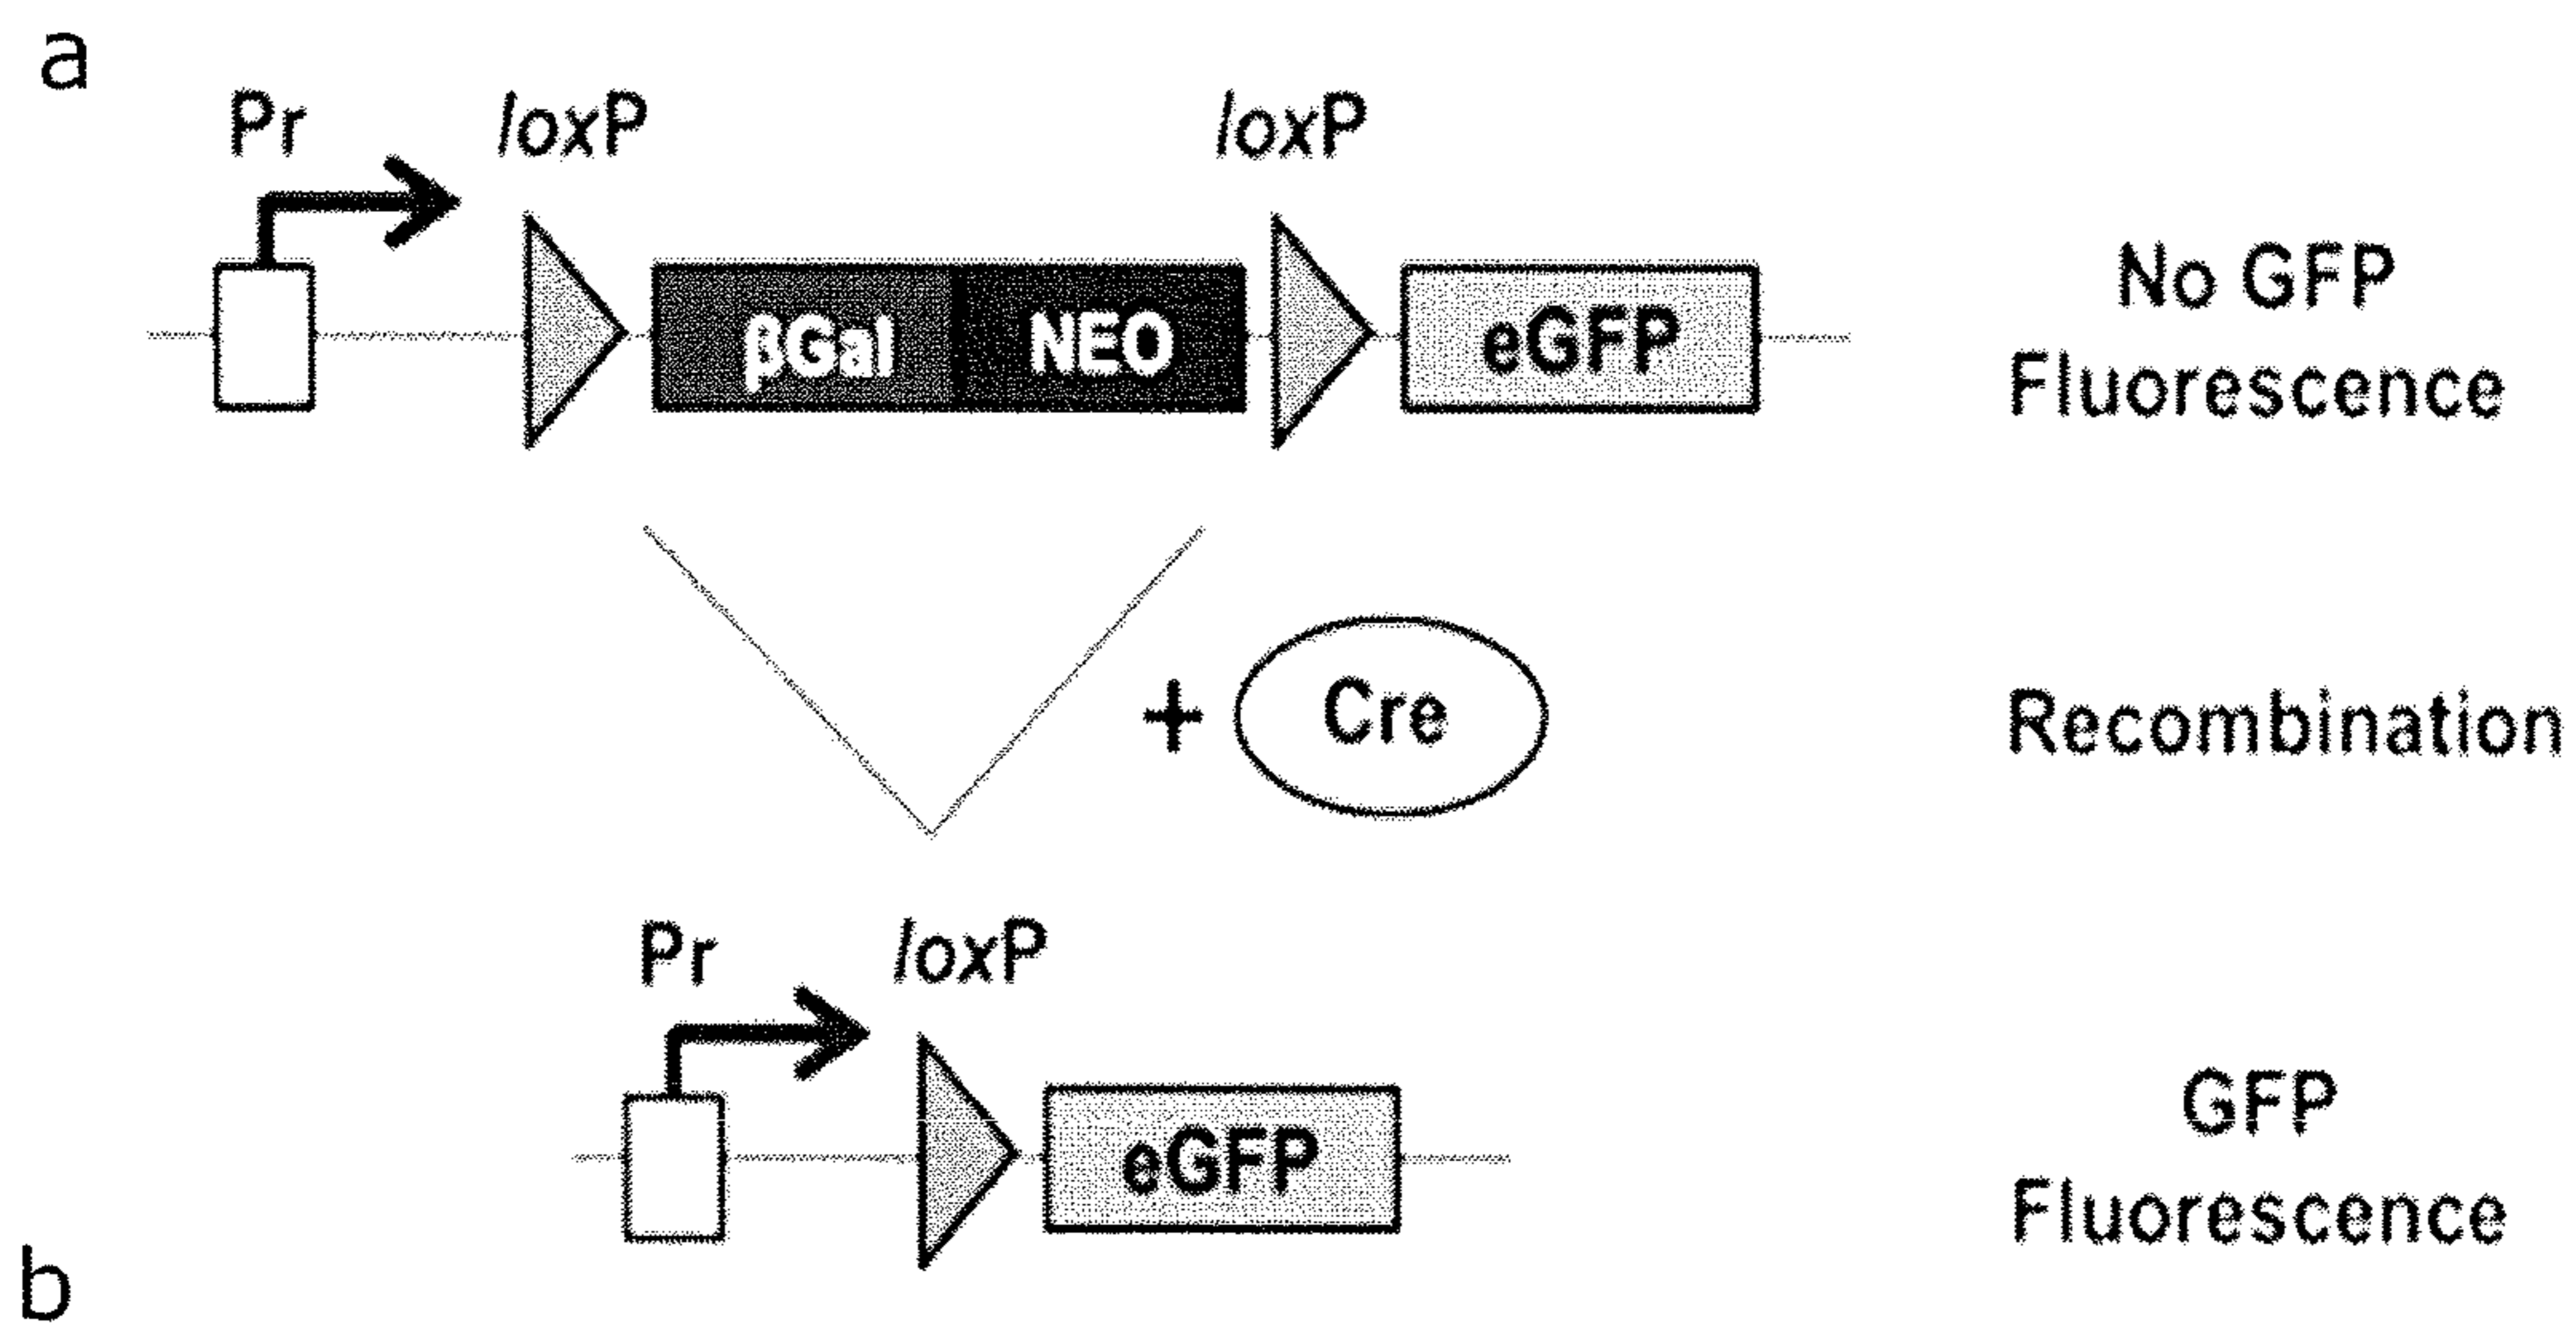 a
Pr
loxP
loxP
βGal
NEO
eGFP
No GFP
Fluorescence
+
Cre
Recombination
Pr
loxP
eGFP
GFP
Fluorescence
b